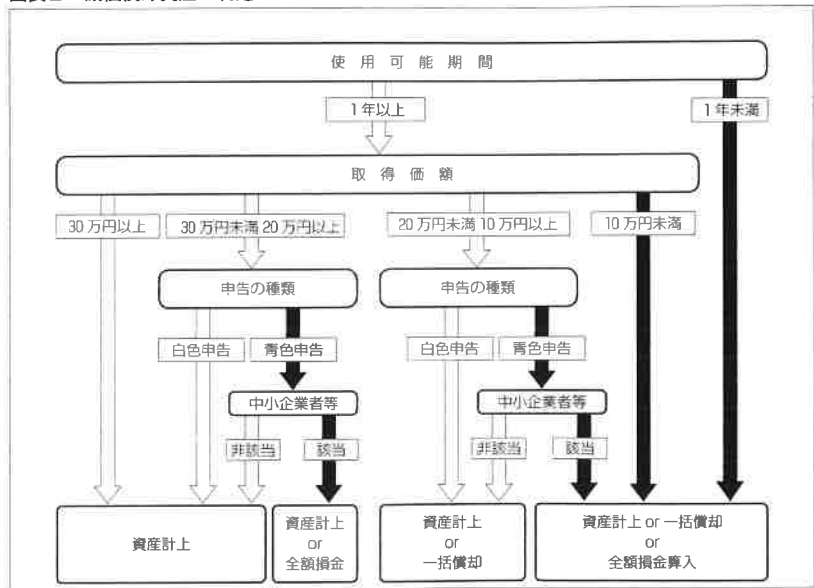 使用可能期間
1年以上
1年未満
取得価額
30万円以上
30万円未満20万円以上
20万円未満10万円以上
10万円未満
申告の種類
申告の種類
白色申告
青色申告
白色申告
青色申告
中小企業者等
中小企業者等
非該当
該当
非該当
該当
資産計上
資産計上
or
全額損金
資産計上
or
一括償却
資産計上 or 一括償却
or
全額損金算入